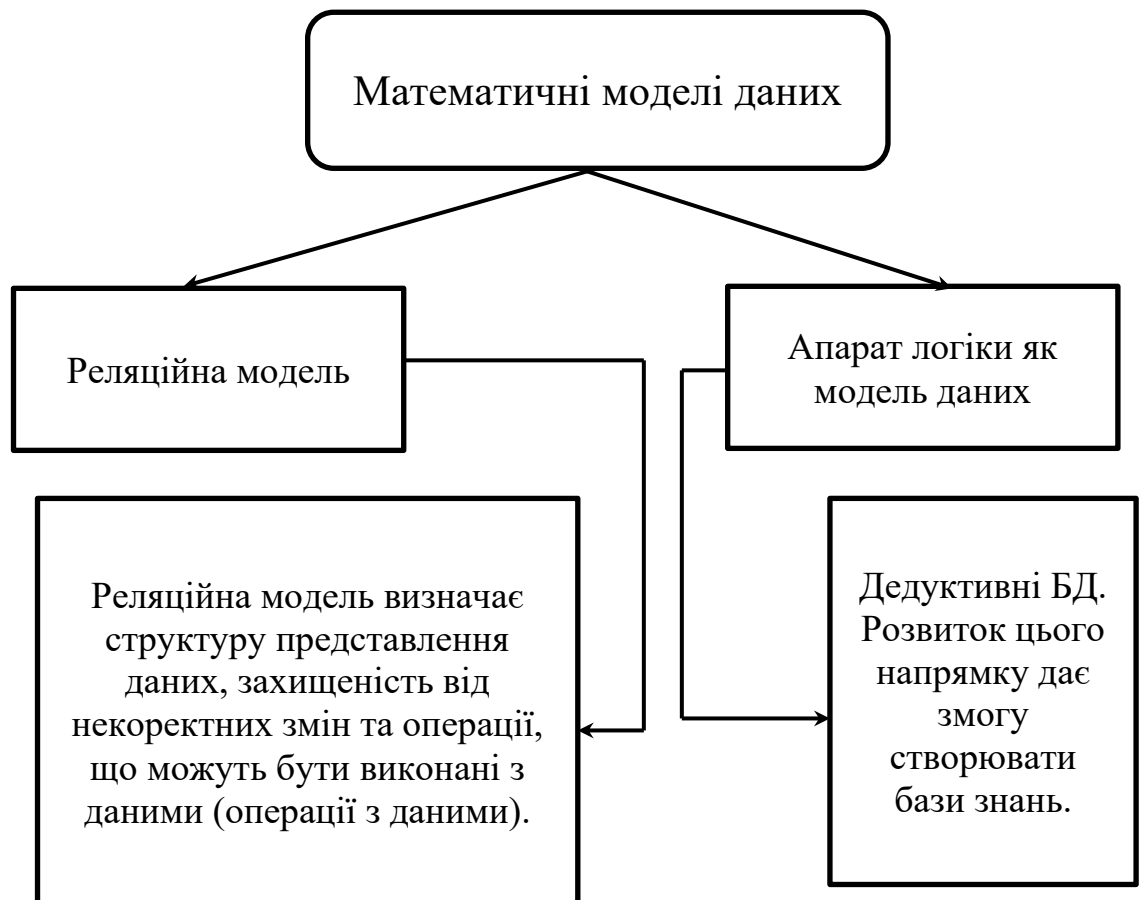 Математичні моделі даних
Реляційна модель
Апарат логіки як
модель даних
Реляційна модель визначає
структуру представлення
даних, захищеність від
некоректних змін та операції,
що можуть бути виконані з
даними (операції з даними).
Дедуктивні БД.
Розвиток цього
напрямку дає
змогу
створювати
бази знань.